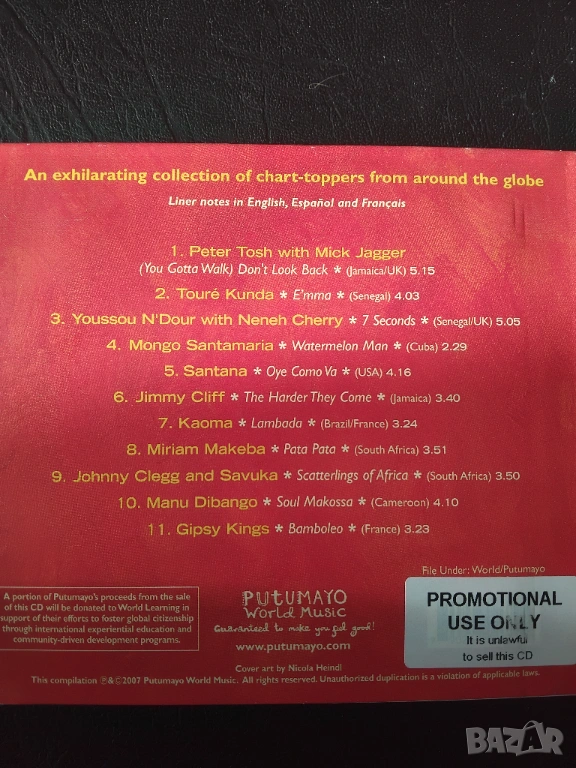 An exhilarating collection of chart-toppers from around the globe
Liner notes in English, Español and Français
1. Peter Tosh with Mick Jagger
(You Gotta Walk) Don't Look Back * (Jamaica/UK) 5.15
2. Touré Kunda * E'mma * (Senegal) 4.03
3. Youssou N'Dour with Neneh Cherry * 7 Seconds * (Senegal/UK) 5.05
4. Mongo Santamaria * Watermelon Man * (Cuba) 2.29
5. Santana * Oye Como Va * (USA) 4.16
6. Jimmy Cliff * The Harder They Come * (Jamaica) 3.40
7. Kaoma * Lambada * (Brazil/France) 3.24
8. Miriam Makeba * Pata Pata * (South Africa) 3.51
9. Johnny Clegg and Savuka * Scatterlings of Africa * (South Africa) 3.50
10. Manu Dibango * Soul Makossa * (Cameroon) 4.10
11. Gipsy Kings * Bamboleo * (France) 3.23
File Under: World/Putumayo
A portion of Putumayo's proceeds from the sale
of this CD will be donated to World Learning in
support of their efforts to foster global citizenship
through international experiential education and
community-driven development programs.
PUTUMAYO
World Music
Guaranteed to make you feel good!
www.putumayo.com
PROMOTIONAL
USE ONLY
It is unlawful
to sell this CD
Cover art by Nicola Heindl
This compilation ℗&©2007 Putumayo World Music. All rights reserved. Unauthorized duplication is a violation of applicable laws.
BAZAR